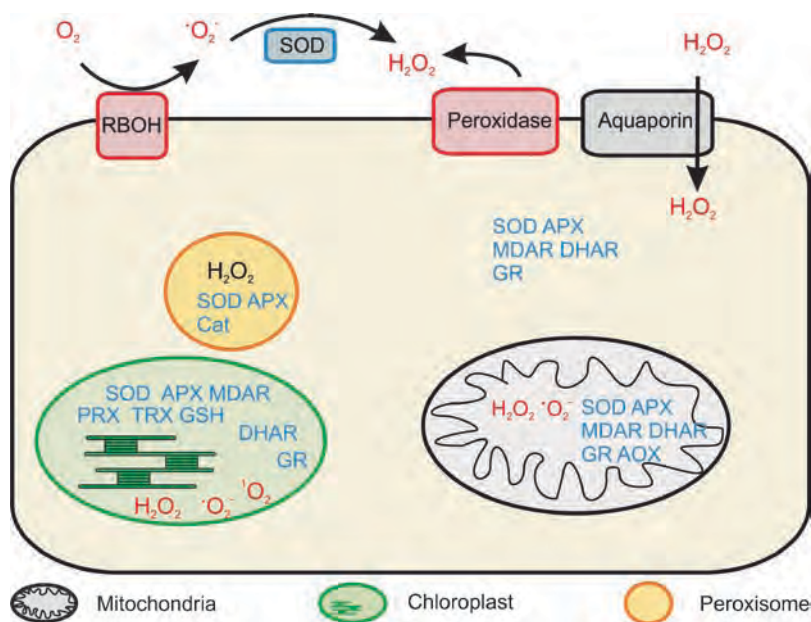 O₂
·O₂⁻
SOD
H₂O₂
H₂O₂
RBOH
Peroxidase
Aquaporin
H₂O₂
SOD APX
MDAR DHAR
GR
H₂O₂
SOD APX
Cat
SOD APX MDAR
PRX TRX GSH
DHAR
GR
H₂O₂ ·O₂⁻ ¹O₂
H₂O₂ ·O₂⁻ SOD APX
MDAR DHAR
GR AOX
Mitochondria
Chloroplast
Peroxisome